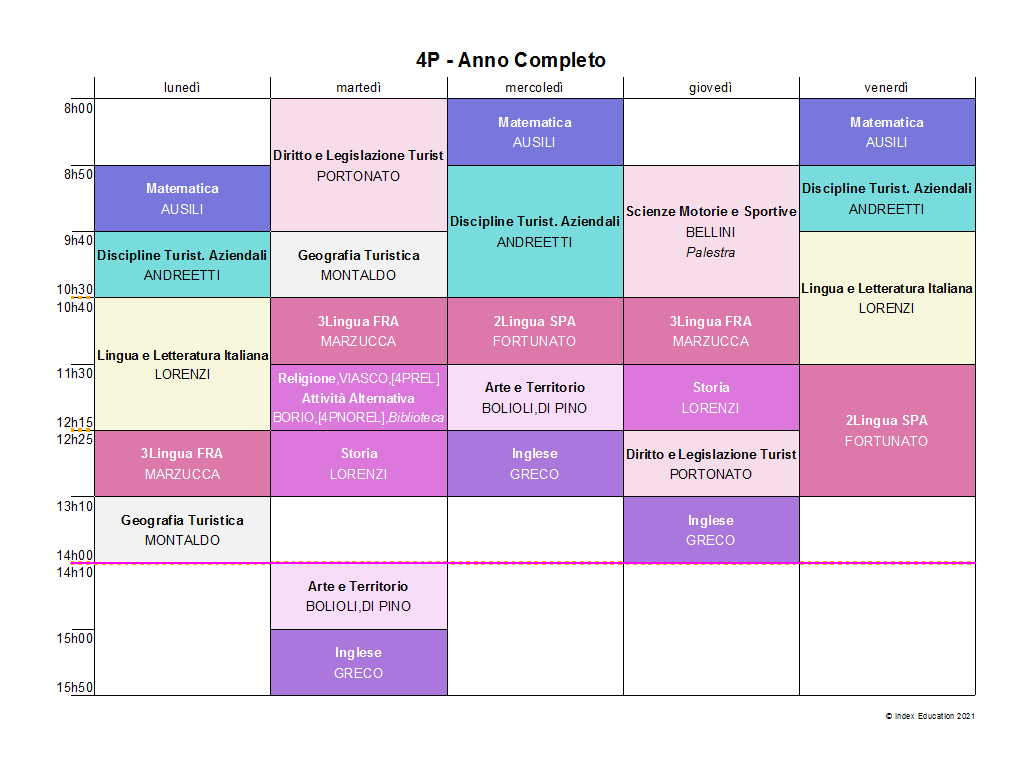 4P - Anno Completo
lunedì
martedì
mercoledì
giovedì
venerdì
8h00
8h50
9h40
10h30
10h40
11h30
12h15
12h25
13h10
14h00
14h10
15h00
15h50
Matematica
AUSILI
Discipline Turist. Aziendali
ANDREETTI
Lingua e Letteratura Italiana
LORENZI
3Lingua FRA
MARZUCCA
Geografia Turistica
MONTALDO
Diritto e Legislazione Turist
PORTONATO
Geografia Turistica
MONTALDO
3Lingua FRA
MARZUCCA
Religione,VIASCO,[4PREL]
Attività Alternativa
BORIO,[4PNOREL],Biblioteca
Storia
LORENZI
Arte e Territorio
BOLIOLI,DI PINO
Inglese
GRECO
Matematica
AUSILI
Discipline Turist. Aziendali
ANDREETTI
2Lingua SPA
FORTUNATO
Arte e Territorio
BOLIOLI,DI PINO
Inglese
GRECO
Scienze Motorie e Sportive
BELLINI
Palestra
3Lingua FRA
MARZUCCA
Storia
LORENZI
Diritto e Legislazione Turist
PORTONATO
Inglese
GRECO
Matematica
AUSILI
Discipline Turist. Aziendali
ANDREETTI
Lingua e Letteratura Italiana
LORENZI
2Lingua SPA
FORTUNATO
© Index Education 2021